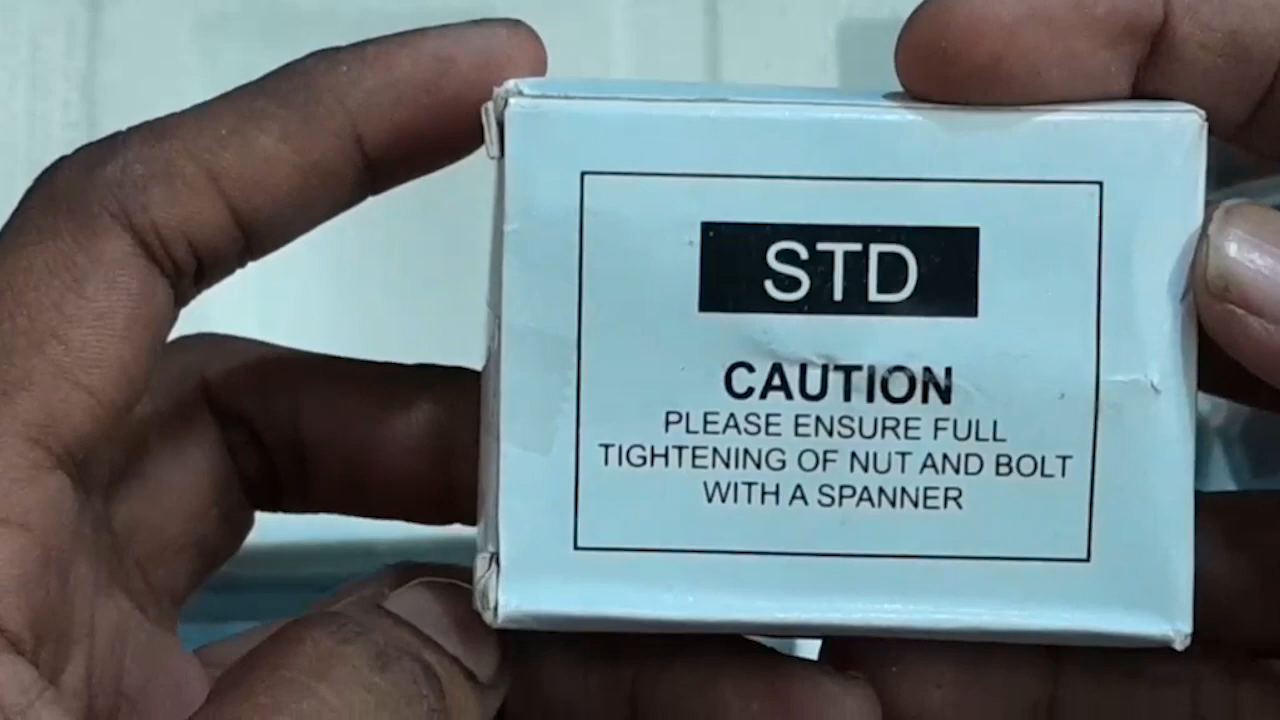 STD
CAUTION
PLEASE ENSURE FULL
TIGHTENING OF NUT AND BOLT
WITH A SPANNER